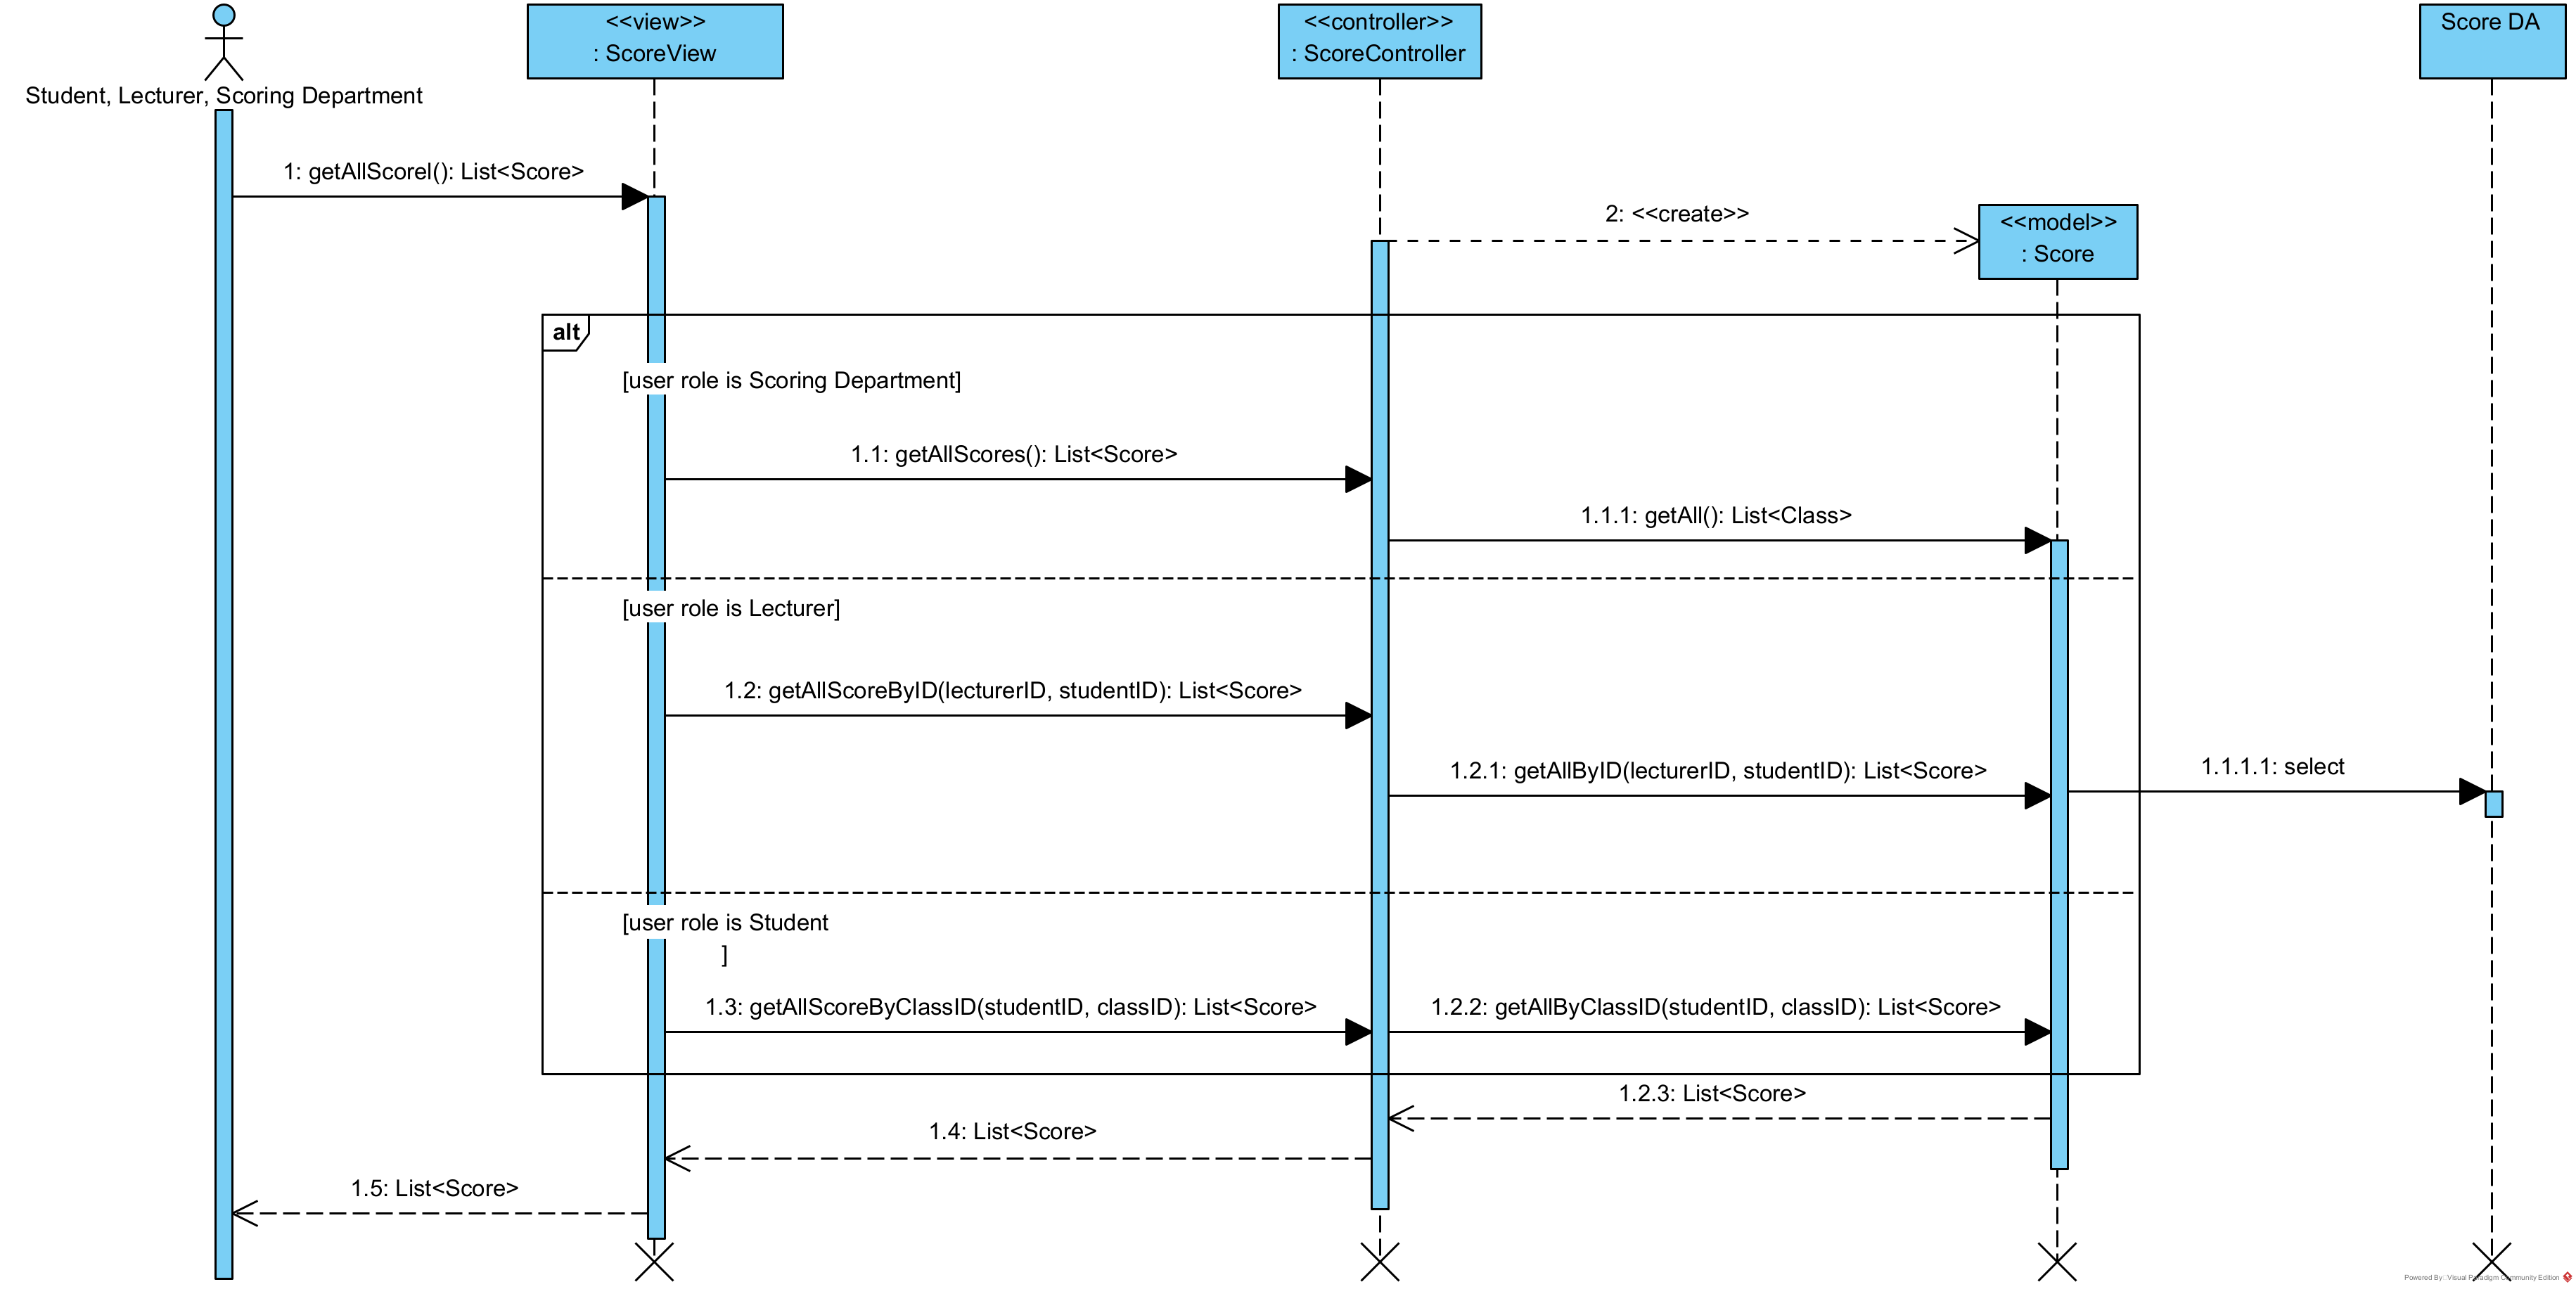 <<view>>
: ScoreView
<<controller>>
: ScoreController
Score DA
Student, Lecturer, Scoring Department
1: getAllScorel(): List<Score>
2: <<create>>
<<model>>
: Score
alt
[user role is Scoring Department]
1.1: getAllScores(): List<Score>
1.1.1: getAll(): List<Class>
[user role is Lecturer]
1.2: getAllScoreByID(lecturerID, studentID): List<Score>
1.2.1: getAllByID(lecturerID, studentID): List<Score>
1.1.1.1: select
[user role is Student
]
1.3: getAllScoreByClassID(studentID, classID): List<Score>
1.2.2: getAllByClassID(studentID, classID): List<Score>
1.2.3: List<Score>
1.4: List<Score>
1.5: List<Score>
Powered By: Visual Paradigm Community Edition